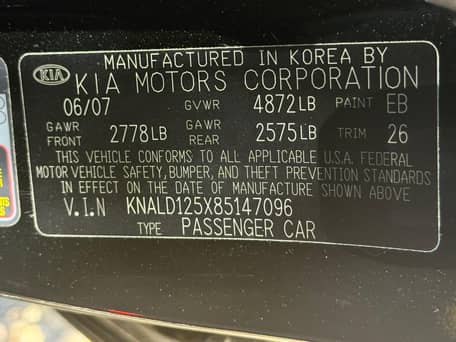 MANUFACTURED IN KOREA BY
KIA KIA MOTORS CORPORATION
06/07 GVWR 4872LB PAINT EB
GAWR FRONT 2778LB GAWR REAR 2575LB TRIM 26
THIS VEHICLE CONFORMS TO ALL APPLICABLE U.S.A. FEDERAL
MOTOR VEHICLE SAFETY, BUMPER, AND THEFT PREVENTION STANDARDS
IN EFFECT ON THE DATE OF MANUFACTURE SHOWN ABOVE
V.I.N KNALD125X85147096
TYPE: PASSENGER CAR